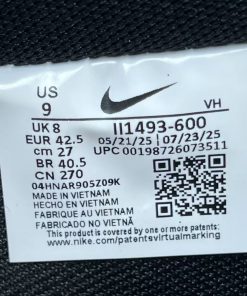 US
9
VH
UK 8
II1493-600
EUR 42.5
05/21/25
07/23/25
cm 27
UPC 00198726073511
BR 40.5
CN 270
04HNAR905Z09K
MADE IN VIETNAM
HECHO EN VIETNAM
FABRIQUE AU VIETNAM
FABRICADO NO VIETNÃ
This product is covered by one or more
www.nike.com/patentsvirtualmarking